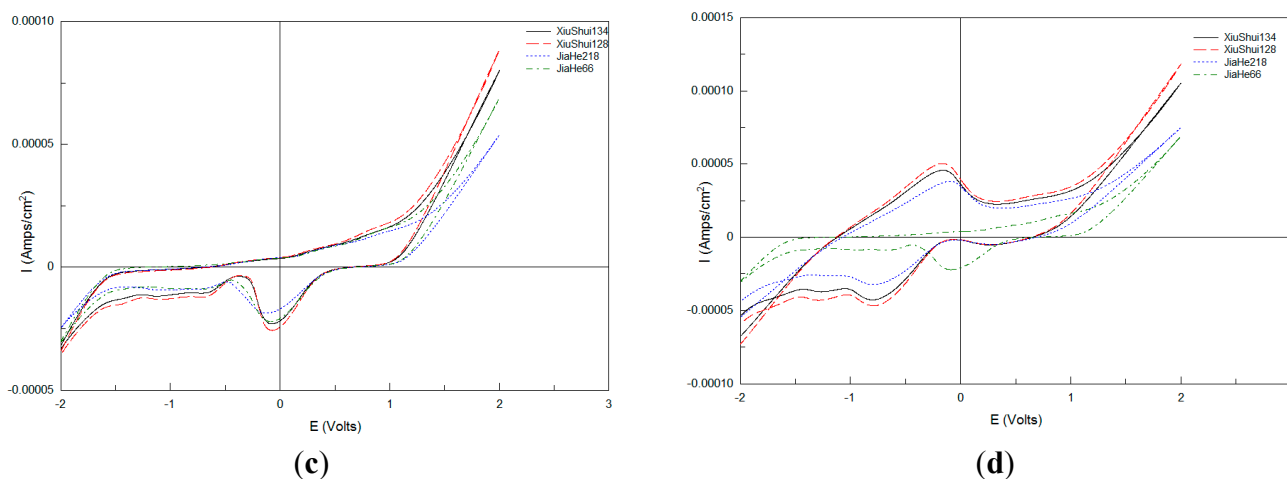 0.00010
0.00005
0
-0.00005
-2
-1
0
1
2
3
I (Amps/cm²)
E (Volts)
XiuShui134
XiuShui128
JiaHe218
JiaHe66
(c)
0.00015
0.00010
0.00005
0
-0.00005
-0.00010
-2
-1
0
1
2
I (Amps/cm²)
E (Volts)
XiuShui134
XiuShui128
JiaHe218
JiaHe66
(d)